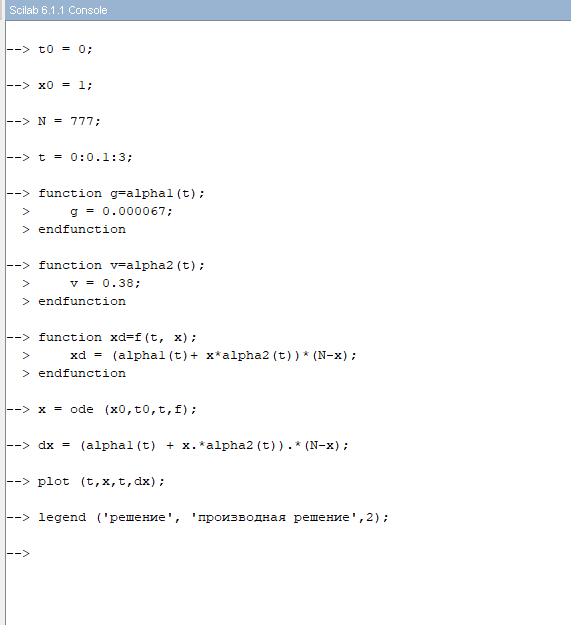 Scilab 6.1.1 Console
--> t0 = 0;
--> x0 = 1;
--> N = 777;
--> t = 0:0.1:3;
--> function g=alpha1(t);
  >     g = 0.000067;
  > endfunction
--> function v=alpha2(t);
  >     v = 0.38;
  > endfunction
--> function xd=f(t, x);
  >     xd = (alpha1(t)+ x*alpha2(t))*(N-x);
  > endfunction
--> x = ode (x0,t0,t,f);
--> dx = (alpha1(t) + x.*alpha2(t)).*(N-x);
--> plot (t,x,t,dx);
--> legend ('решение', 'производная решение',2);
-->